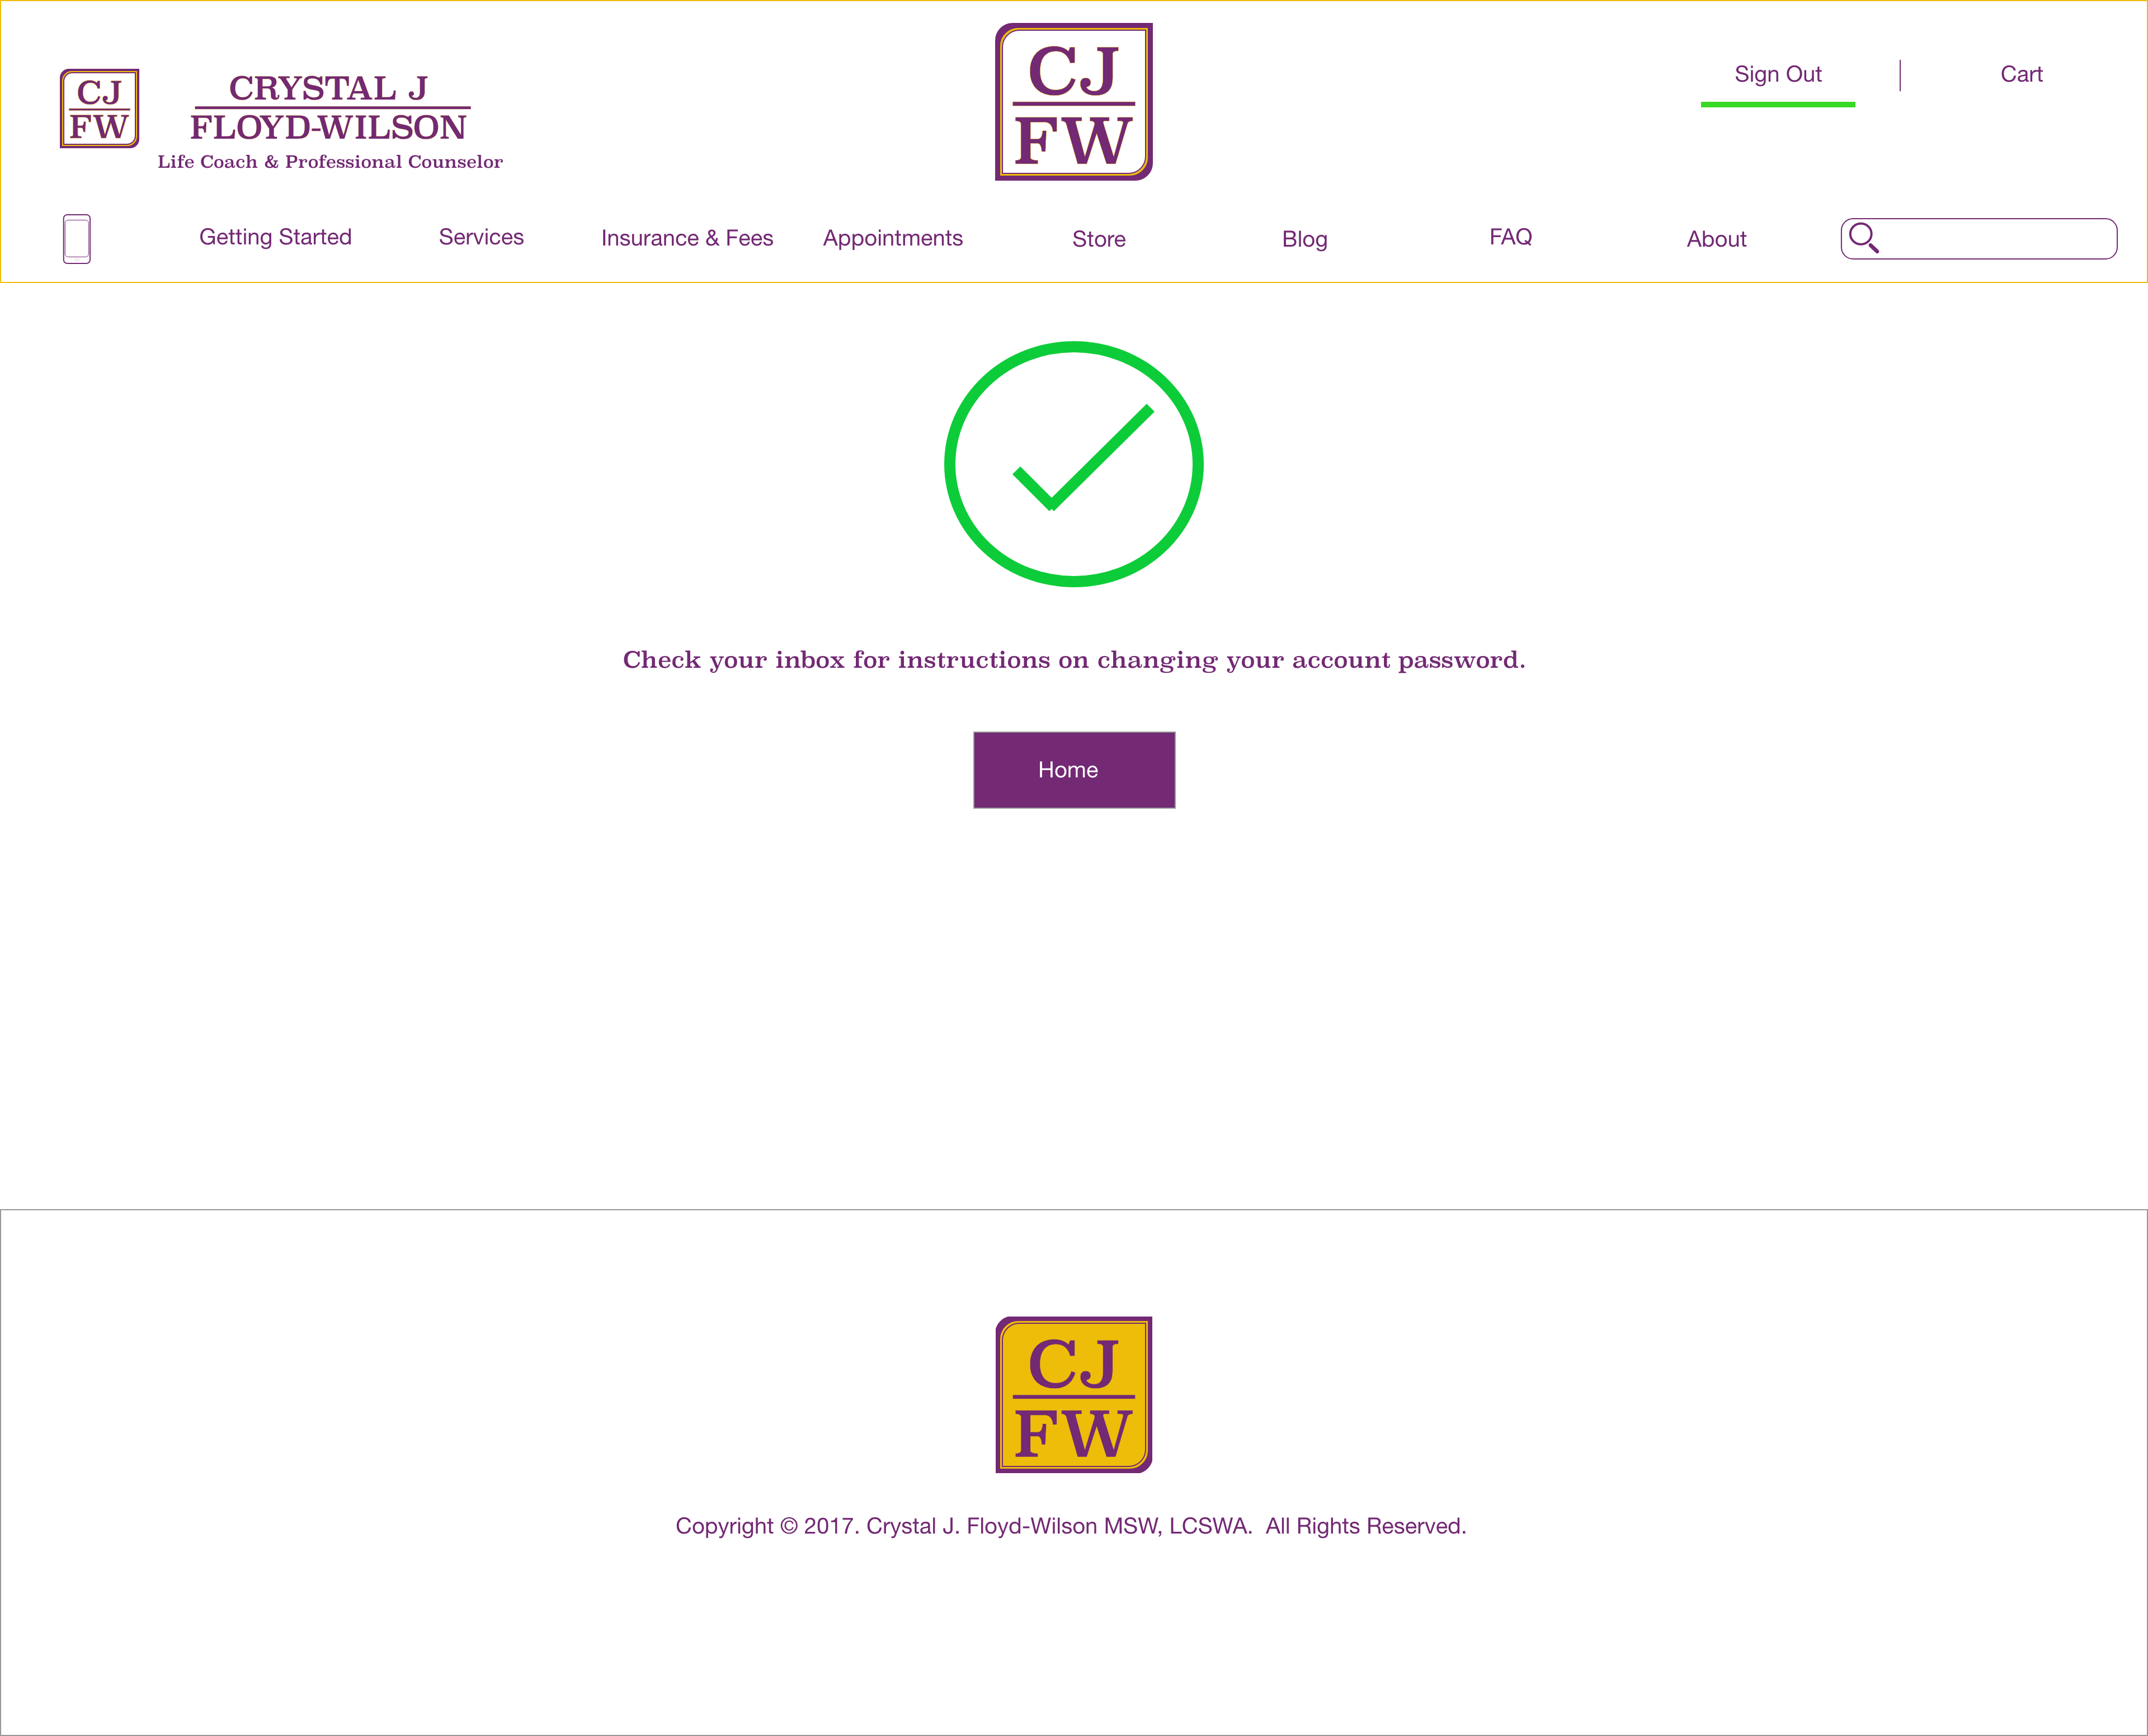 CJ
FW
CRYSTAL J
FLOYD-WILSON
Life Coach & Professional Counselor
CJ
FW
Sign Out
Cart
Getting Started
Services
Insurance & Fees
Appointments
Store
Blog
FAQ
About
Check your inbox for instructions on changing your account password.
Home
CJ
FW
Copyright © 2017. Crystal J. Floyd-Wilson MSW, LCSWA.  All Rights Reserved.